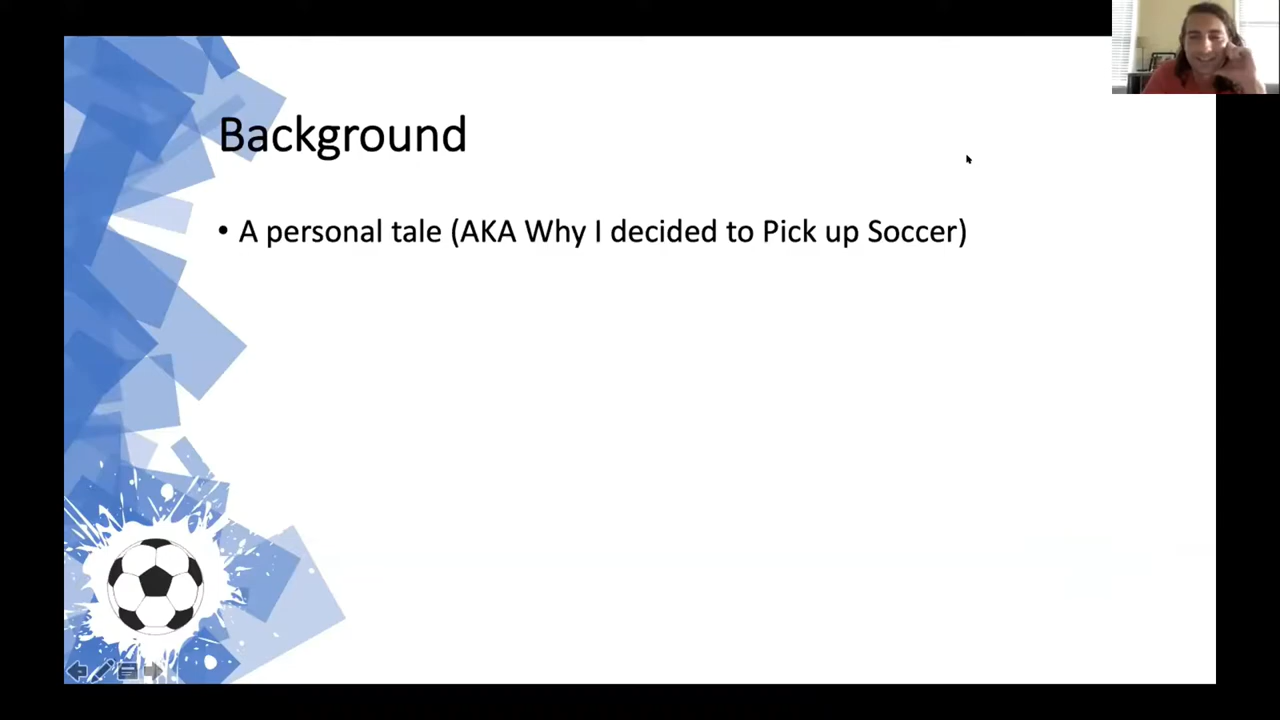 Background
• A personal tale (AKA Why I decided to Pick up Soccer)